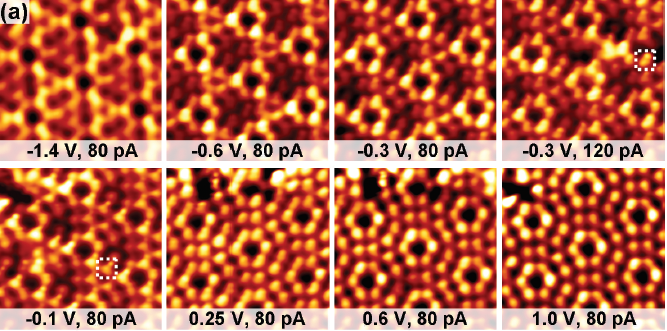 (a)
-1.4 V, 80 pA
-0.6 V, 80 pA
-0.3 V, 80 pA
-0.3 V, 120 pA
-0.1 V, 80 pA
0.25 V, 80 pA
0.6 V, 80 pA
1.0 V, 80 pA